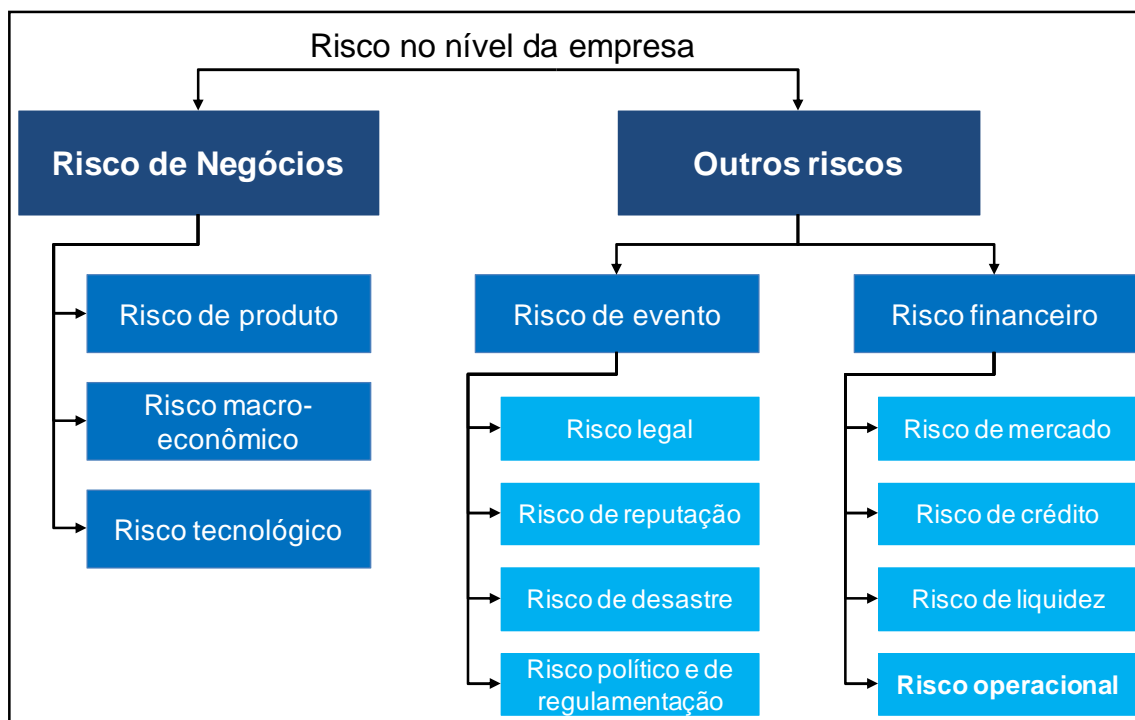 Risco no nível da empresa
Risco de Negócios
Outros riscos
Risco de produto
Risco macro-
econômico
Risco tecnológico
Risco de evento
Risco legal
Risco de reputação
Risco de desastre
Risco político e de
regulamentação
Risco financeiro
Risco de mercado
Risco de crédito
Risco de liquidez
Risco operacional